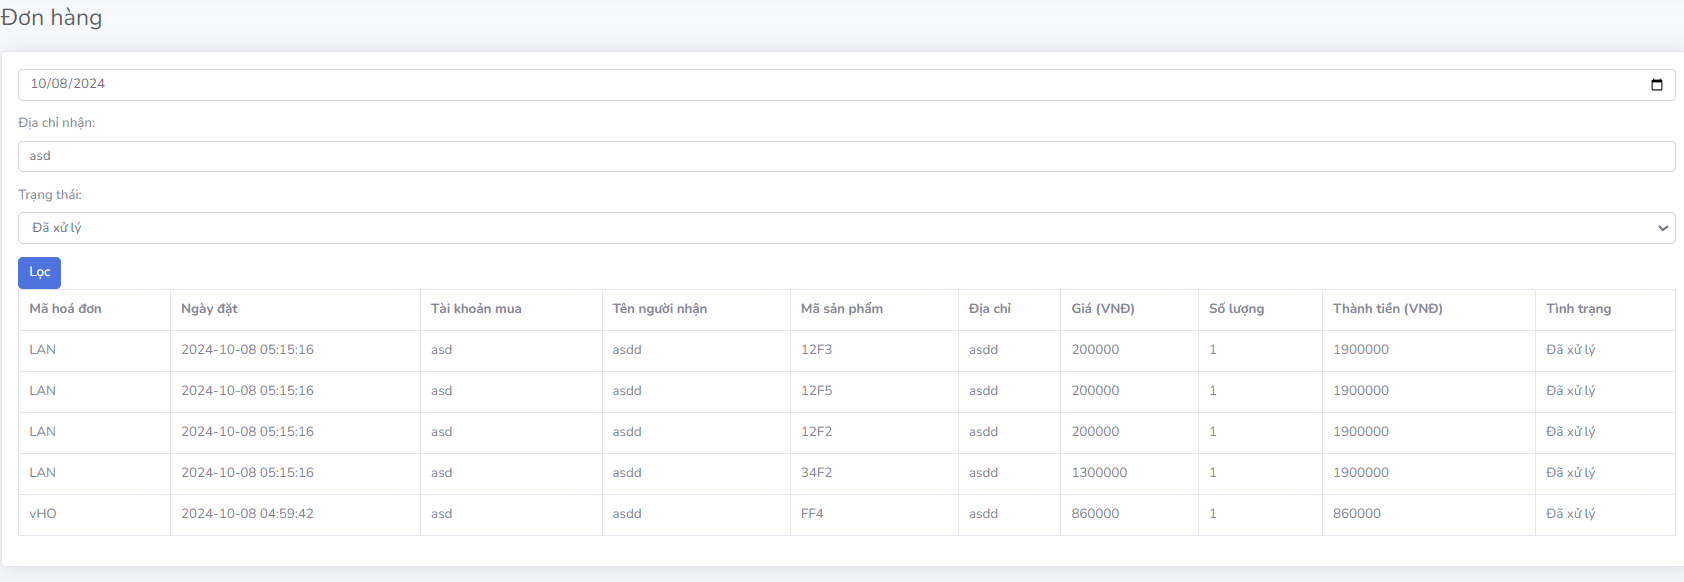 Đơn hàng
10/08/2024
Địa chỉ nhận:
asd
Trạng thái:
Đã xử lý
Lọc
Mã hoá đơn Ngày đặt Tài khoản mua Tên người nhận Mã sản phẩm Địa chỉ Giá (VNĐ) Số lượng Thành tiền (VNĐ) Tình trạng
LAN 2024-10-08 05:15:16 asd asdd 12F3 asdd 200000 1 1900000 Đã xử lý
LAN 2024-10-08 05:15:16 asd asdd 12F5 asdd 200000 1 1900000 Đã xử lý
LAN 2024-10-08 05:15:16 asd asdd 12F2 asdd 200000 1 1900000 Đã xử lý
LAN 2024-10-08 05:15:16 asd asdd 34F2 asdd 1300000 1 1900000 Đã xử lý
vHO 2024-10-08 04:59:42 asd asdd FF4 asdd 860000 1 860000 Đã xử lý